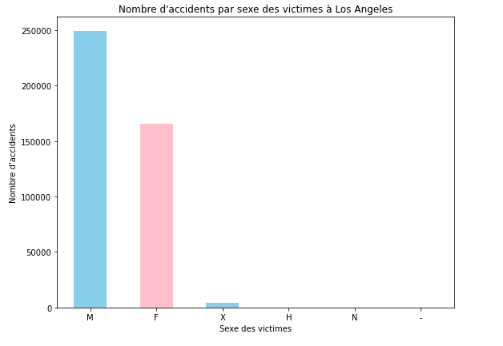 Nombre d'accidents par sexe des victimes à Los Angeles
250000
200000
150000
100000
50000
0
Nombre d'accidents
M F X H N -
Sexe des victimes